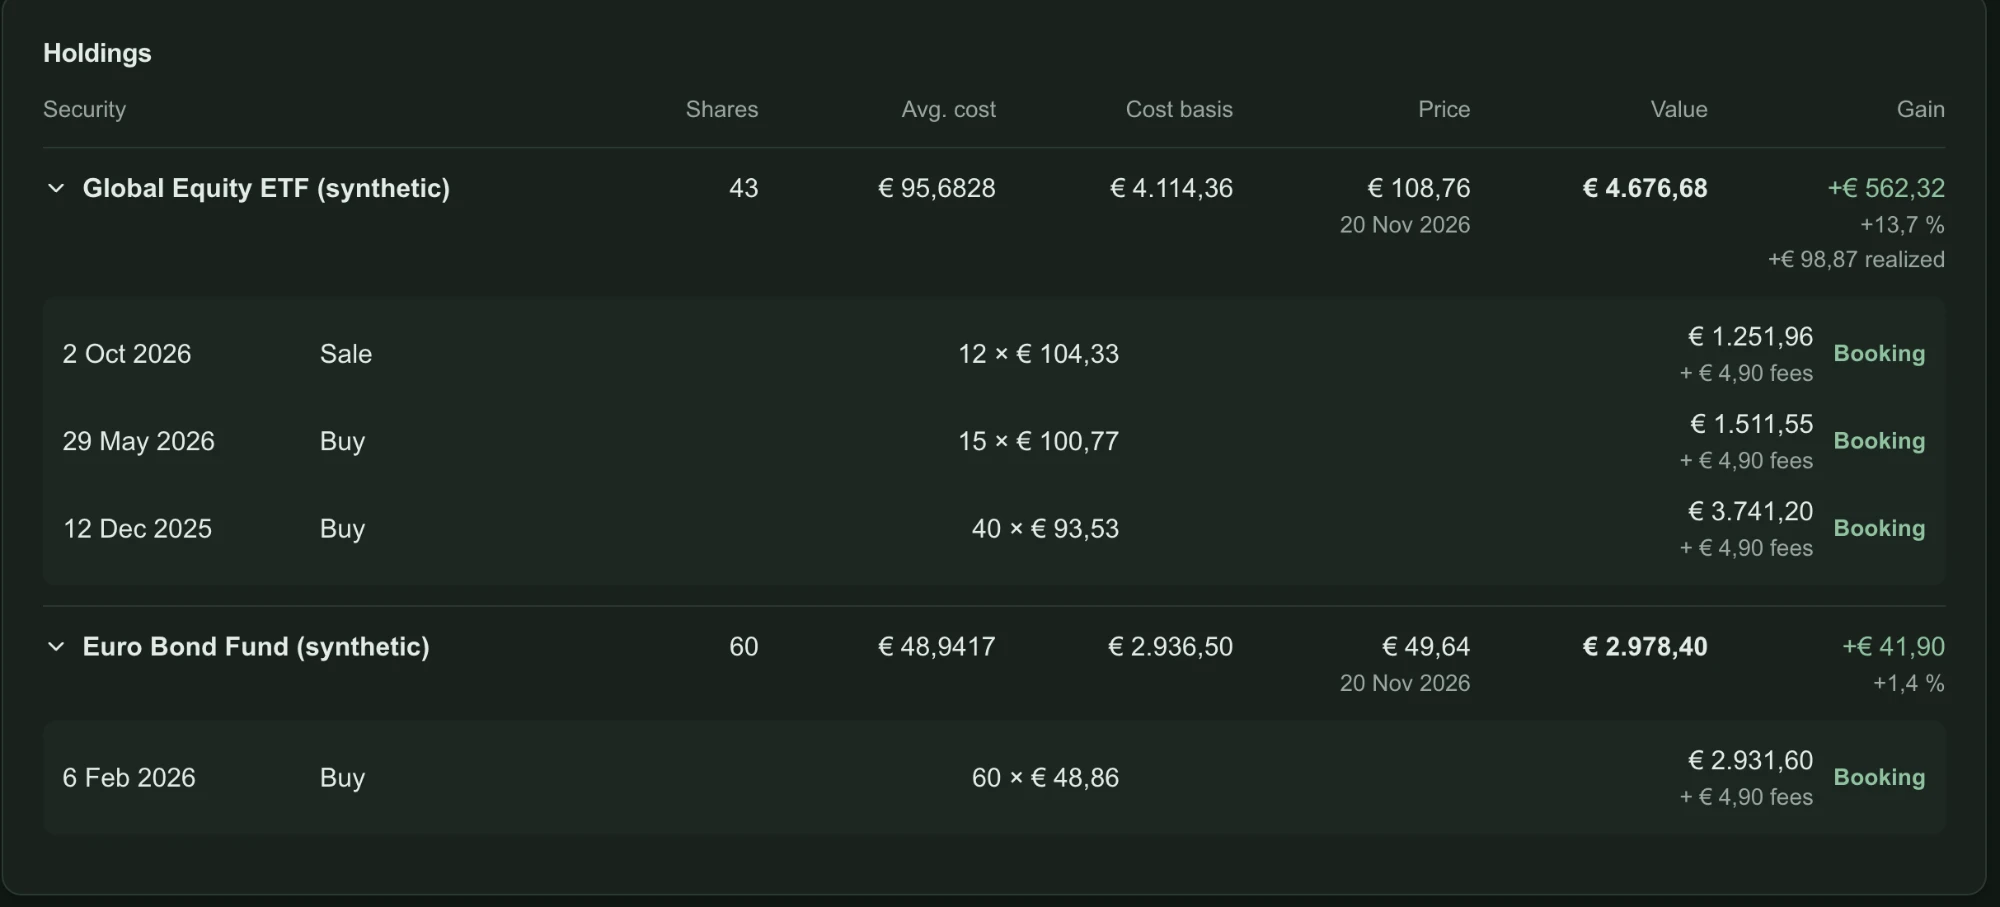 Holdings
Security Shares Avg. cost Cost basis Price Value Gain
Global Equity ETF (synthetic) 43 € 95,6828 € 4.114,36 € 108,76 € 4.676,68 +€ 562,32
20 Nov 2026 +13,7 %
+€ 98,87 realized
2 Oct 2026 Sale 12 × € 104,33 € 1.251,96 Booking
+ € 4,90 fees
29 May 2026 Buy 15 × € 100,77 € 1.511,55 Booking
+ € 4,90 fees
12 Dec 2025 Buy 40 × € 93,53 € 3.741,20 Booking
+ € 4,90 fees
Euro Bond Fund (synthetic) 60 € 48,9417 € 2.936,50 € 49,64 € 2.978,40 +€ 41,90
20 Nov 2026 +1,4 %
6 Feb 2026 Buy 60 × € 48,86 € 2.931,60 Booking
+ € 4,90 fees